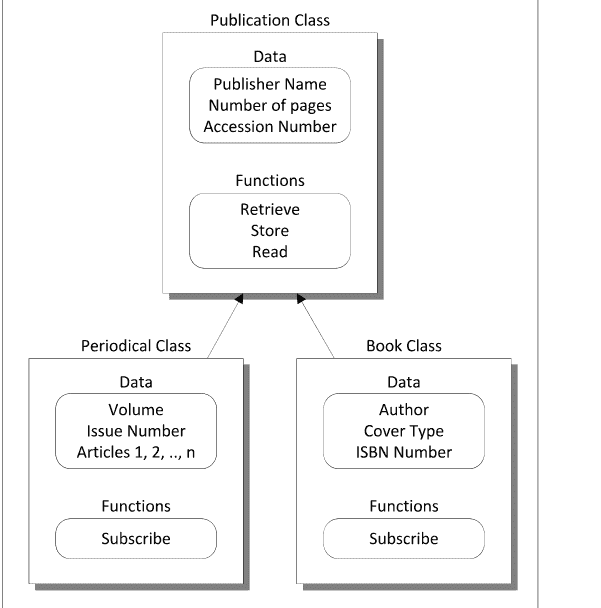 Publication Class
Data
Publisher Name
Number of pages
Accession Number
Functions
Retrieve
Store
Read
Periodical Class
Data
Volume
Issue Number
Articles 1, 2, .., n
Functions
Subscribe
Book Class
Data
Author
Cover Type
ISBN Number
Functions
Subscribe